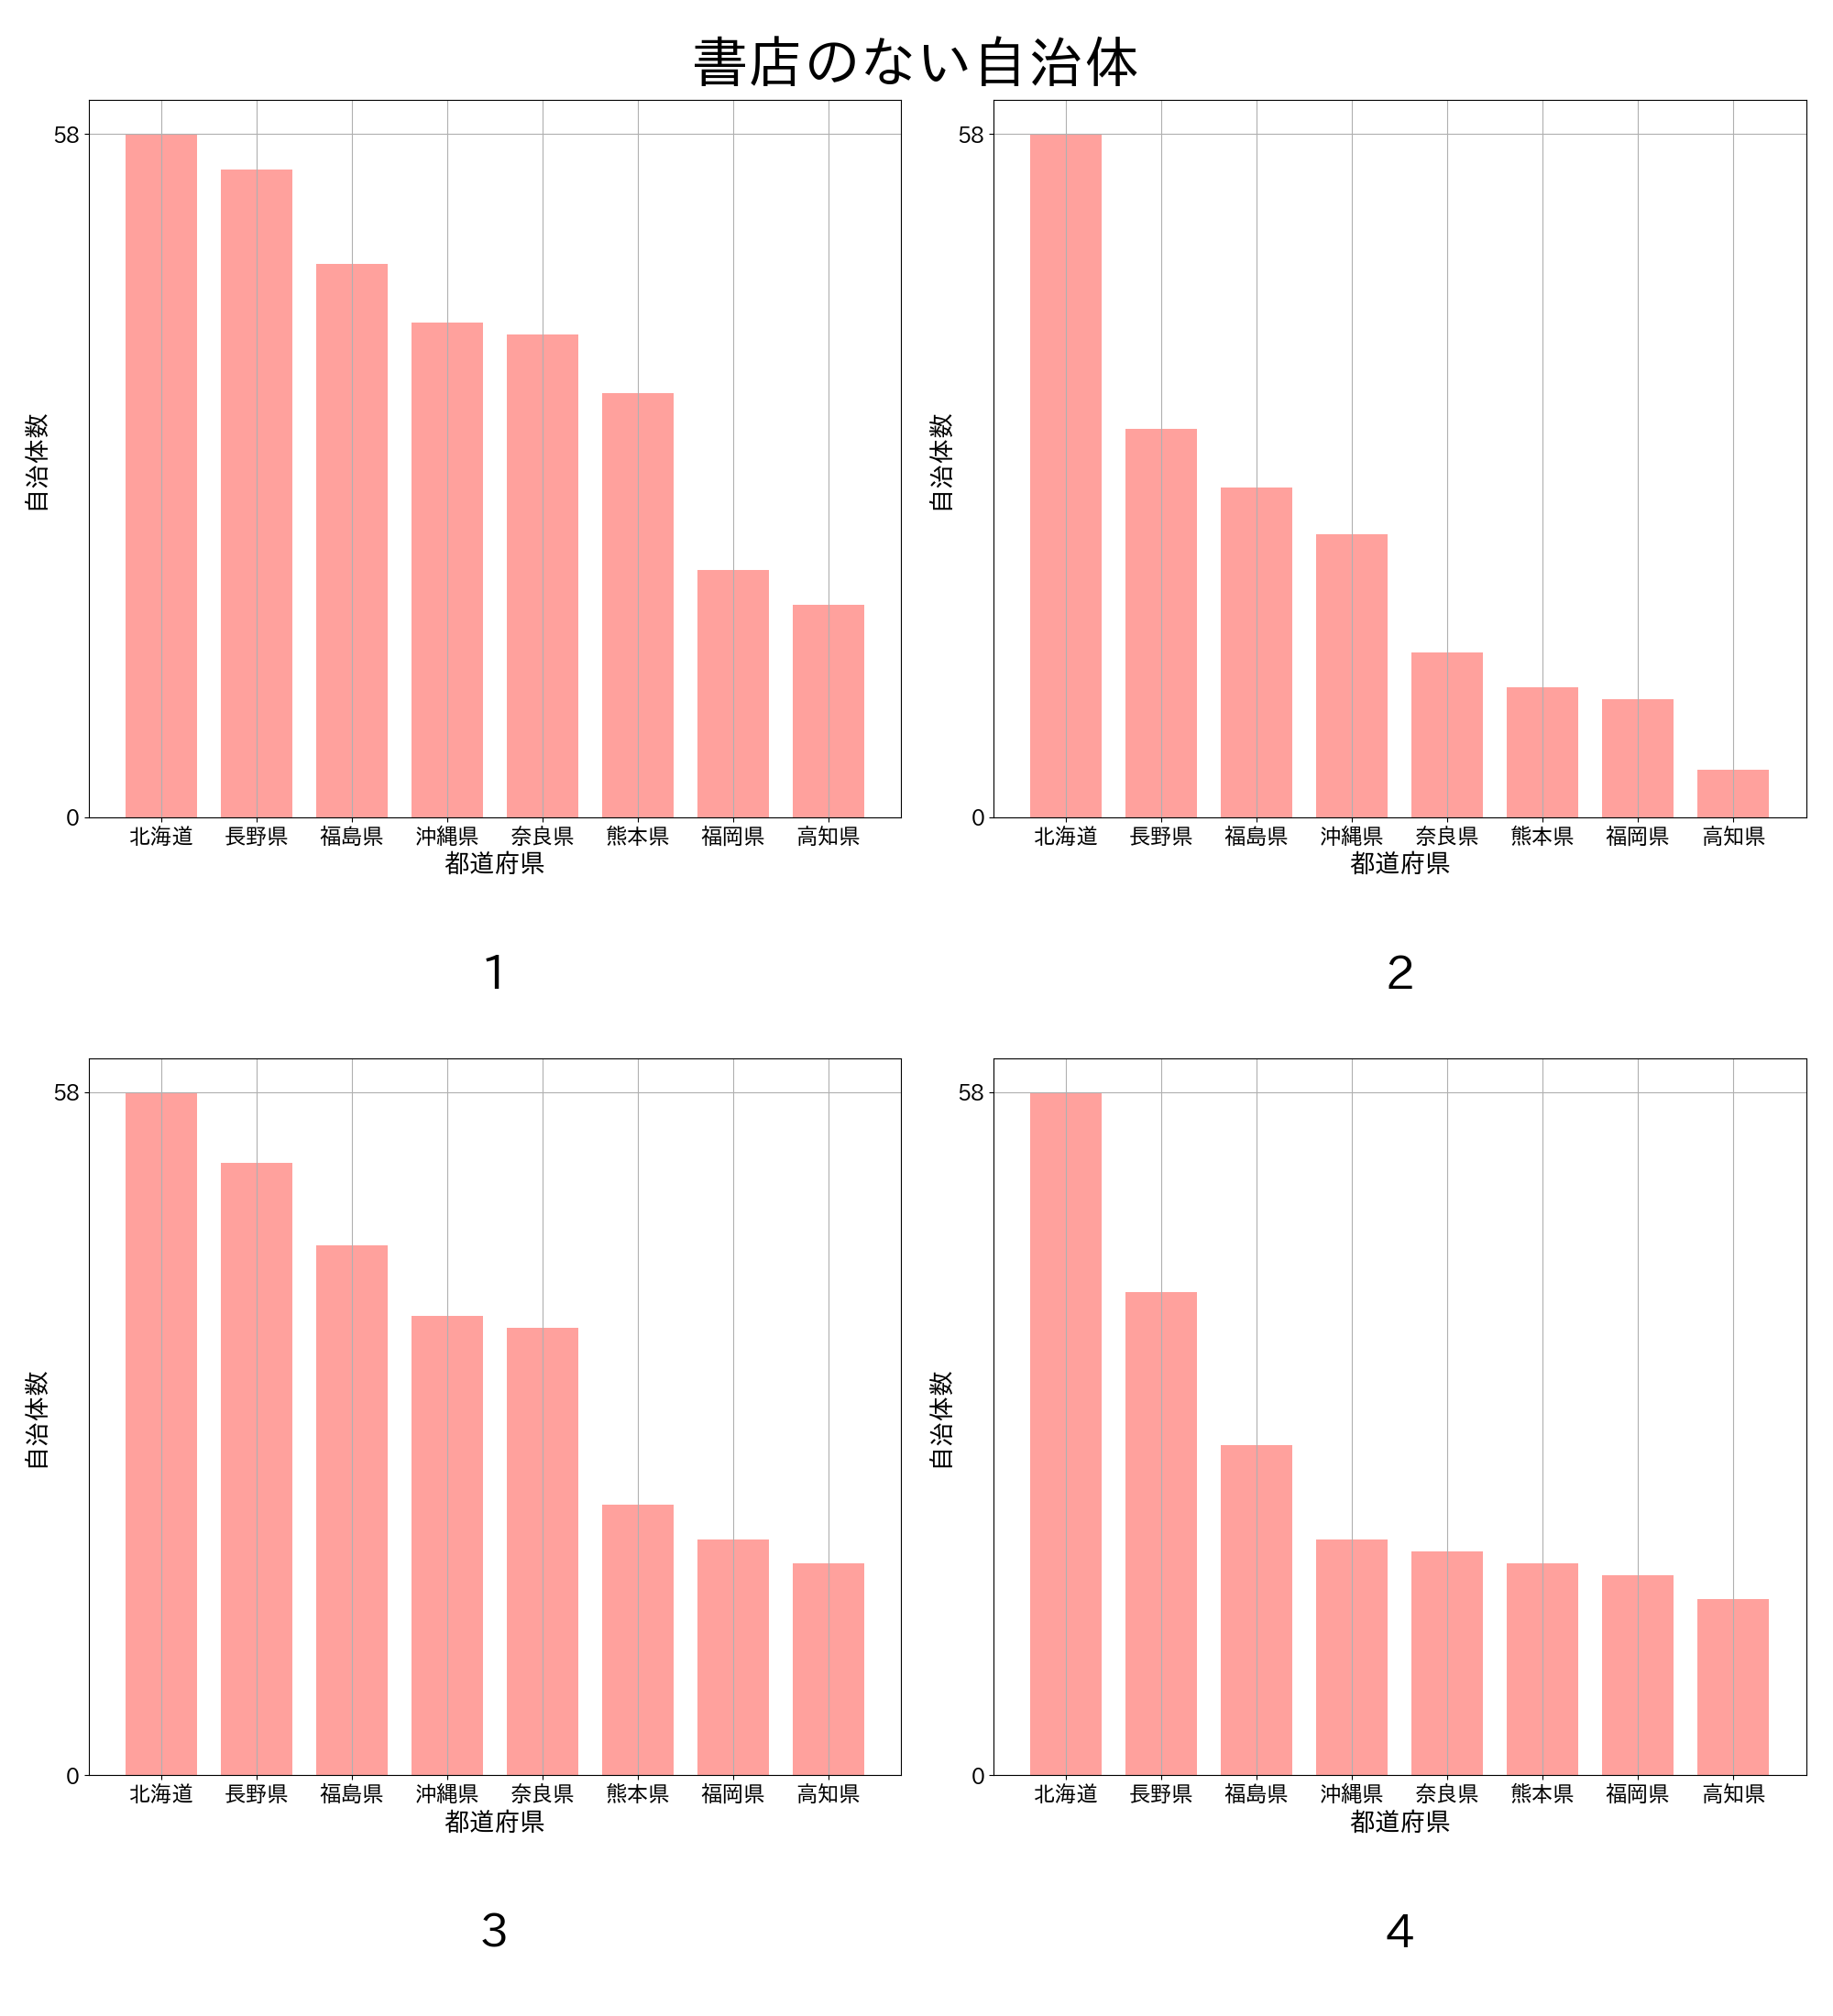 書店のない自治体
58
0
自治体数
北海道 長野県 福島県 沖縄県 奈良県 熊本県 福岡県 高知県
都道府県
1
58
0
自治体数
北海道 長野県 福島県 沖縄県 奈良県 熊本県 福岡県 高知県
都道府県
2
58
0
自治体数
北海道 長野県 福島県 沖縄県 奈良県 熊本県 福岡県 高知県
都道府県
3
58
0
自治体数
北海道 長野県 福島県 沖縄県 奈良県 熊本県 福岡県 高知県
都道府県
4